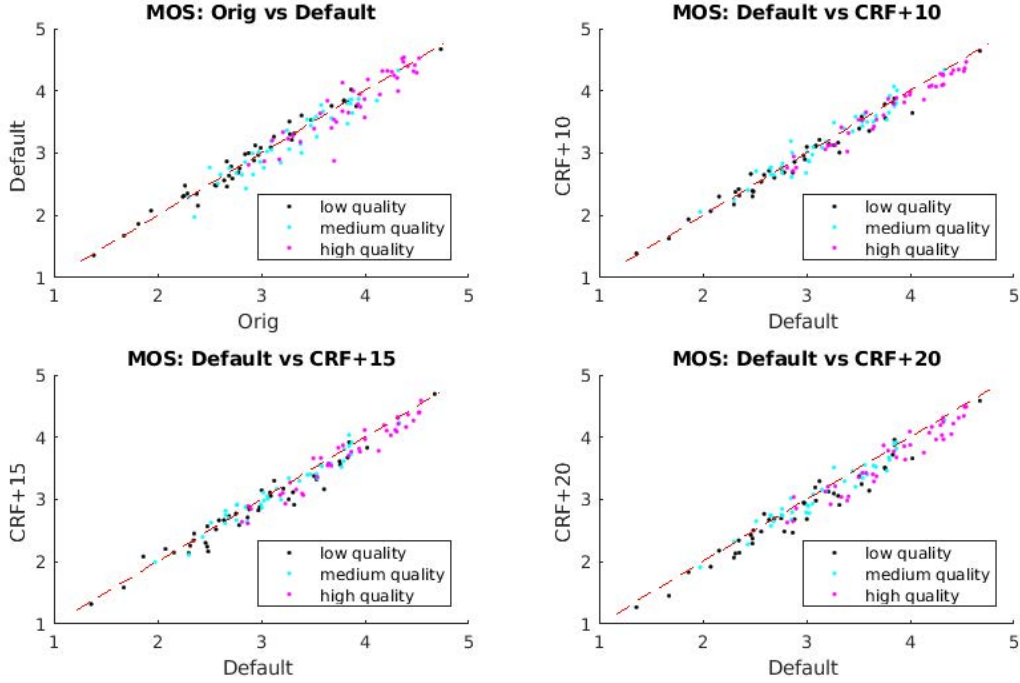 MOS: Orig vs Default
5
4
3
2
1
Default
low quality
medium quality
high quality
1 2 3 4 5
Orig
MOS: Default vs CRF+10
5
4
3
2
1
CRF+10
low quality
medium quality
high quality
1 2 3 4 5
Default
MOS: Default vs CRF+15
5
4
3
2
1
CRF+15
low quality
medium quality
high quality
1 2 3 4 5
Default
MOS: Default vs CRF+20
5
4
3
2
1
CRF+20
low quality
medium quality
high quality
1 2 3 4 5
Default